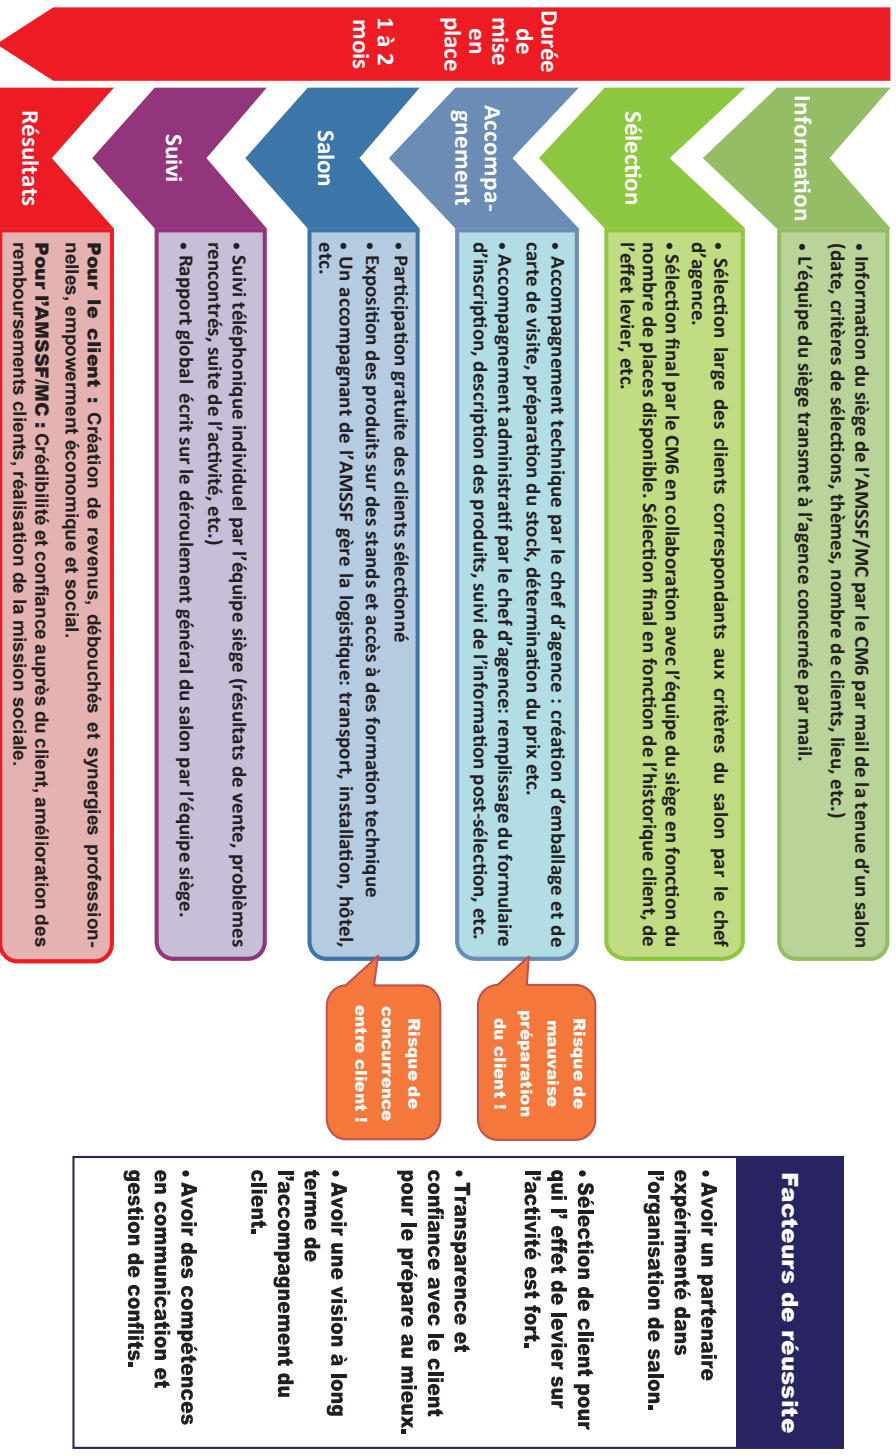 Durée
de
mise
en
place
1 à 2
mois
Information
• Information du siège de l'AMSSF/MC par le CM6 par mail de la tenue d'un salon
(date, critères de sélections, thèmes, nombre de clients, lieu, etc.)
• L'équipe du siège transmet à l'agence concernée par mail.
Sélection
• Sélection large des clients correspondants aux critères du salon par le chef
d'agence.
• Sélection final par le CM6 en collaboration avec l'équipe du siège en fonction du
nombre de places disponible. Sélection final en fonction de l'historique client, de
l'effet levier, etc.
Accompa-
gnement
• Accompagnement technique par le chef d'agence : création d'emballage et de
carte de visite, préparation du stock, détermination du prix etc.
• Accompagnement administratif par le chef d'agence: remplissage du formulaire
d'inscription, description des produits, suivi de l'information post-sélection, etc.
Risque de
mauvaise
préparation
du client !
Salon
• Participation gratuite des clients sélectionné
• Exposition des produits sur des stands et accès à des formation technique
• Un accompagnant de l'AMSSF gère la logistique: transport, installation, hôtel,
etc.
Risque de
concurrence
entre client !
Suivi
• Suivi téléphonique individuel par l'équipe siège (résultats de vente, problèmes
rencontrés, suite de l'activité, etc.)
• Rapport global écrit sur le déroulement général du salon par l'équipe siège.
Résultats
Pour le client : Création de revenus, débouchés et synergies profession-
nelles, empowerment économique et social.
Pour l'AMSSF/MC : Crédibilité et confiance auprès du client, amélioration des
remboursements clients, réalisation de la mission sociale.
Facteurs de réussite
• Avoir un partenaire
expérimenté dans
l'organisation de salon.
• Sélection de client pour
qui l' effet de levier sur
l'activité est fort.
• Transparence et
confiance avec le client
pour le prépare au mieux.
• Avoir une vision à long
terme de
l'accompagnement du
client.
• Avoir des compétences
en communication et
gestion de conflits.